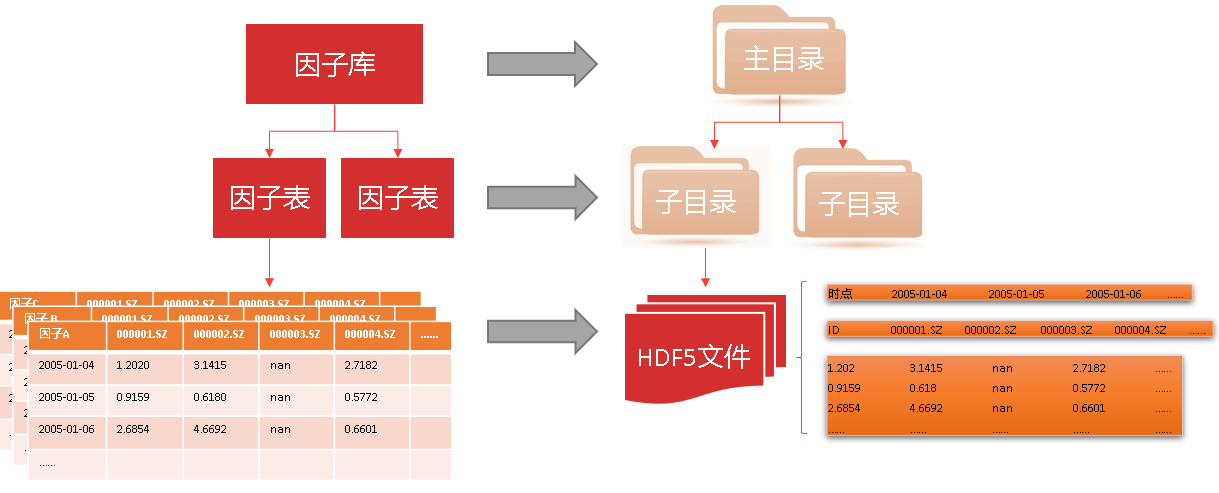 因子库
主目录
因子表
因子表
子目录
子目录
因子C 000001.SZ 000002.SZ 000003.SZ 000004.SZ
因子B 000001.SZ 000002.SZ 000003.SZ 000004.SZ
因子A 000001.SZ 000002.SZ 000003.SZ 000004.SZ ......
2005-01-04 1.2020 3.1415 nan 2.7182
2005-01-05 0.9159 0.6180 nan 0.5772
2005-01-06 2.6854 4.6692 nan 0.6601
......
HDF5文件
时点 2005-01-04 2005-01-05 2005-01-06 ......
ID 000001.SZ 000002.SZ 000003.SZ 000004.SZ ......
1.202 3.1415 nan 2.7182 ......
0.9159 0.618 nan 0.5772 ......
2.6854 4.6692 nan 0.6601 ......
...... ...... ...... ...... ......